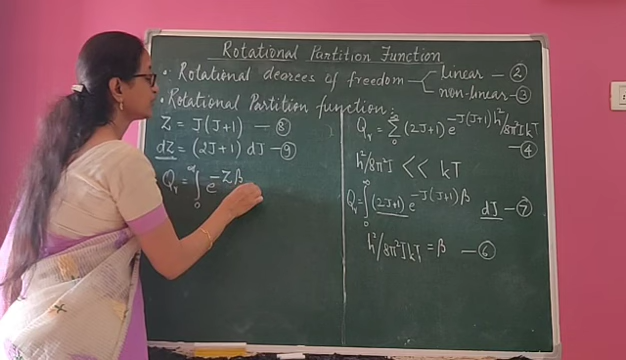 Rotational Partition Function
• Rotational degrees of freedom — linear — ②
non-linear — ③
• Rotational Partition function:
Z = J(J+1) — ⑧
dZ = (2J+1) dJ — ⑨
Qr = ∫₀^∞ e^-Zβ
Qr = Σ₀^∞ (2J+1) e^-J(J+1)h²/8π²IkT — ④
h²/8π²I << kT
Qr = ∫₀^∞ (2J+1) e^-J(J+1)β dJ — ⑦
h²/8π²IkT = β — ⑥